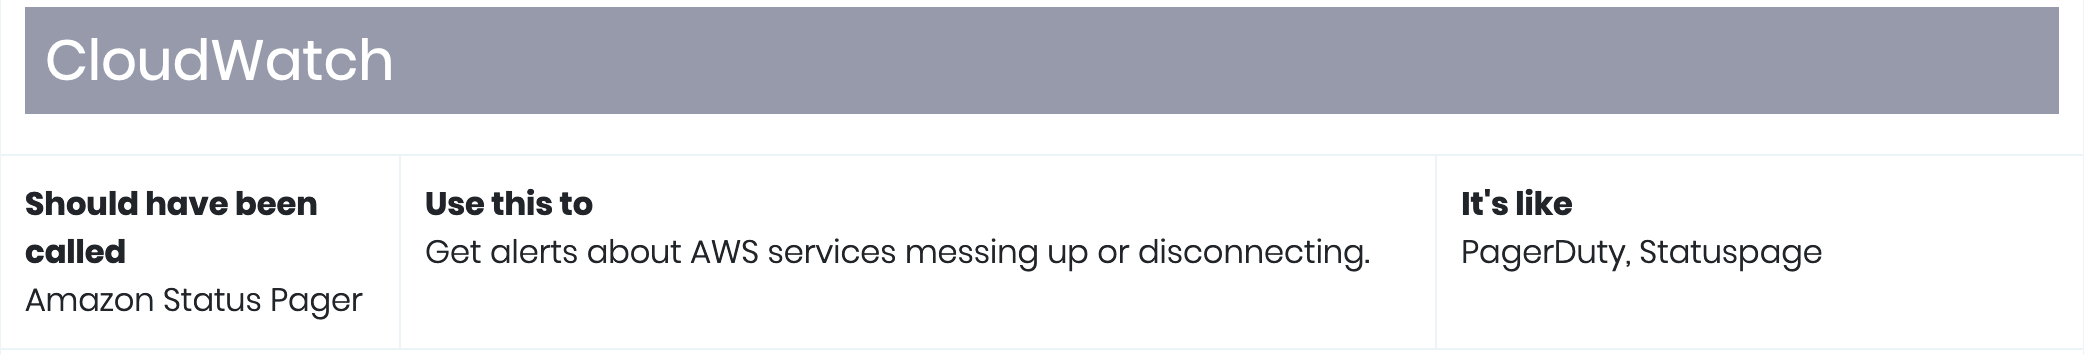 CloudWatch
Should have been
called
Amazon Status Pager
Use this to
Get alerts about AWS services messing up or disconnecting.
It's like
PagerDuty, Statuspage